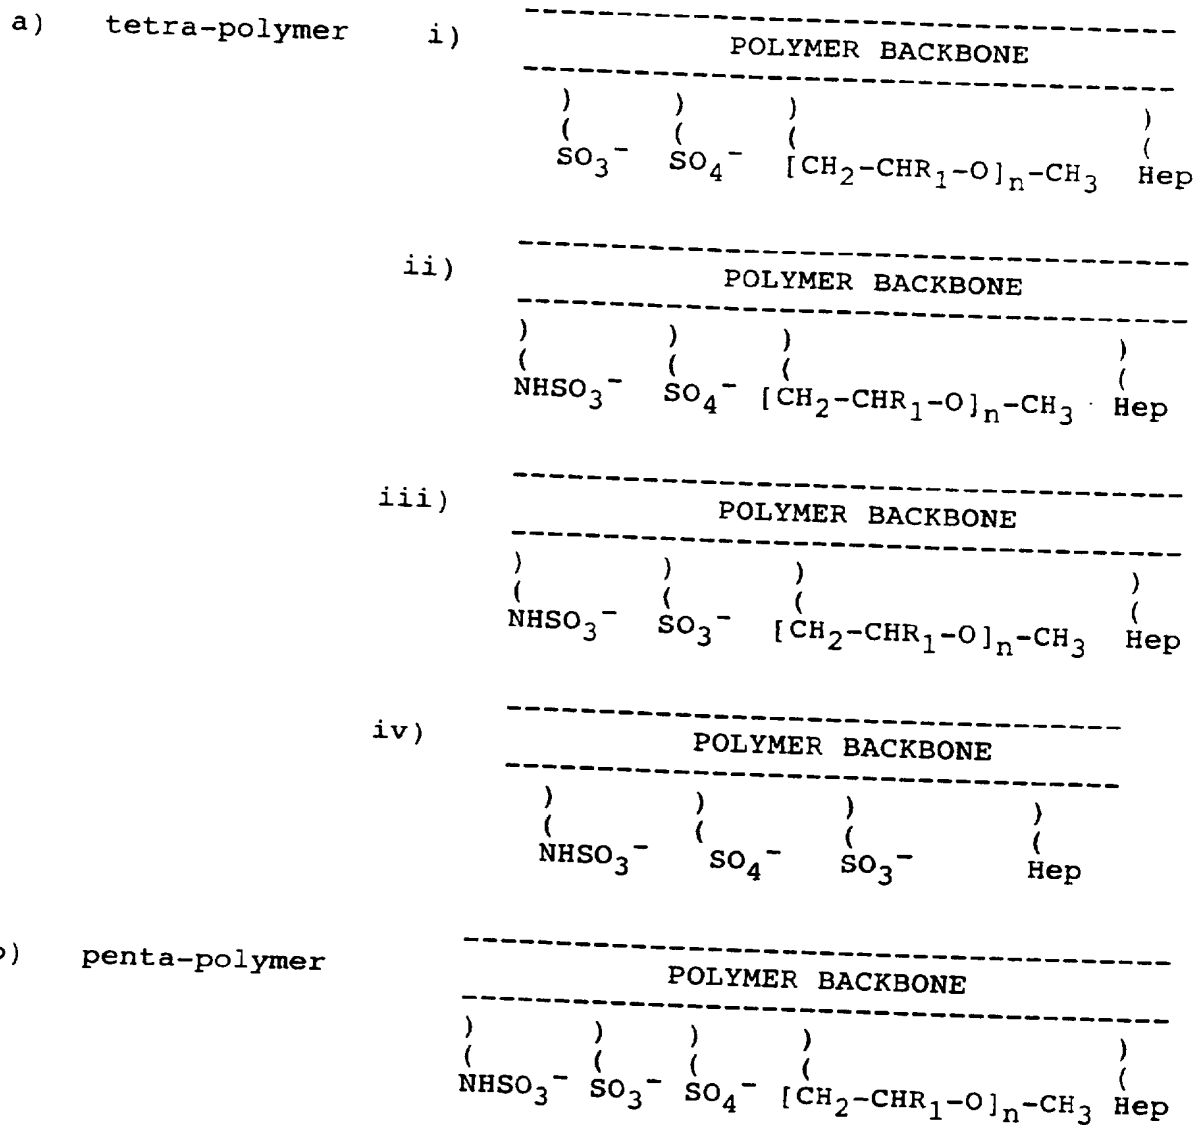 a) tetra-polymer i) POLYMER BACKBONE
SO₃⁻ SO₄⁻ [CH₂-CHR₁-O]ₙ-CH₃ Hep
ii) POLYMER BACKBONE
NHSO₃⁻ SO₄⁻ [CH₂-CHR₁-O]ₙ-CH₃ Hep
iii) POLYMER BACKBONE
NHSO₃⁻ SO₃⁻ [CH₂-CHR₁-O]ₙ-CH₃ Hep
iv) POLYMER BACKBONE
NHSO₃⁻ SO₄⁻ SO₃⁻ Hep
) penta-polymer POLYMER BACKBONE
NHSO₃⁻ SO₃⁻ SO₄⁻ [CH₂-CHR₁-O]ₙ-CH₃ Hep